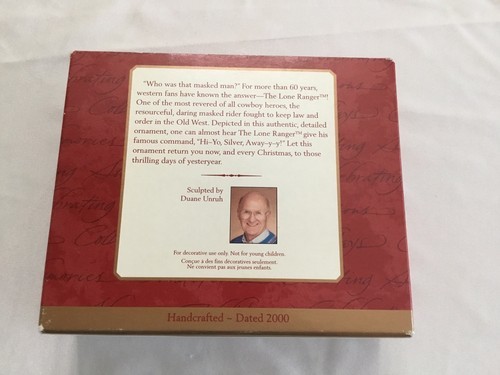 "Who was that masked man?" For more than 60 years,
western fans have known the answer—The Lone Ranger™!
One of the most revered of all cowboy heroes, the
resourceful, daring masked rider fought to keep law and
order in the Old West. Depicted in this authentic, detailed
ornament, one can almost hear The Lone Ranger™ give his
famous command, "Hi-Yo, Silver, Away-y-y!" Let this
ornament return you now, and every Christmas, to those
thrilling days of yesteryear.
Sculpted by
Duane Unruh
For decorative use only. Not for young children.
Conçue à des fins décoratives seulement.
Ne convient pas aux jeunes enfants.
Handcrafted – Dated 2000